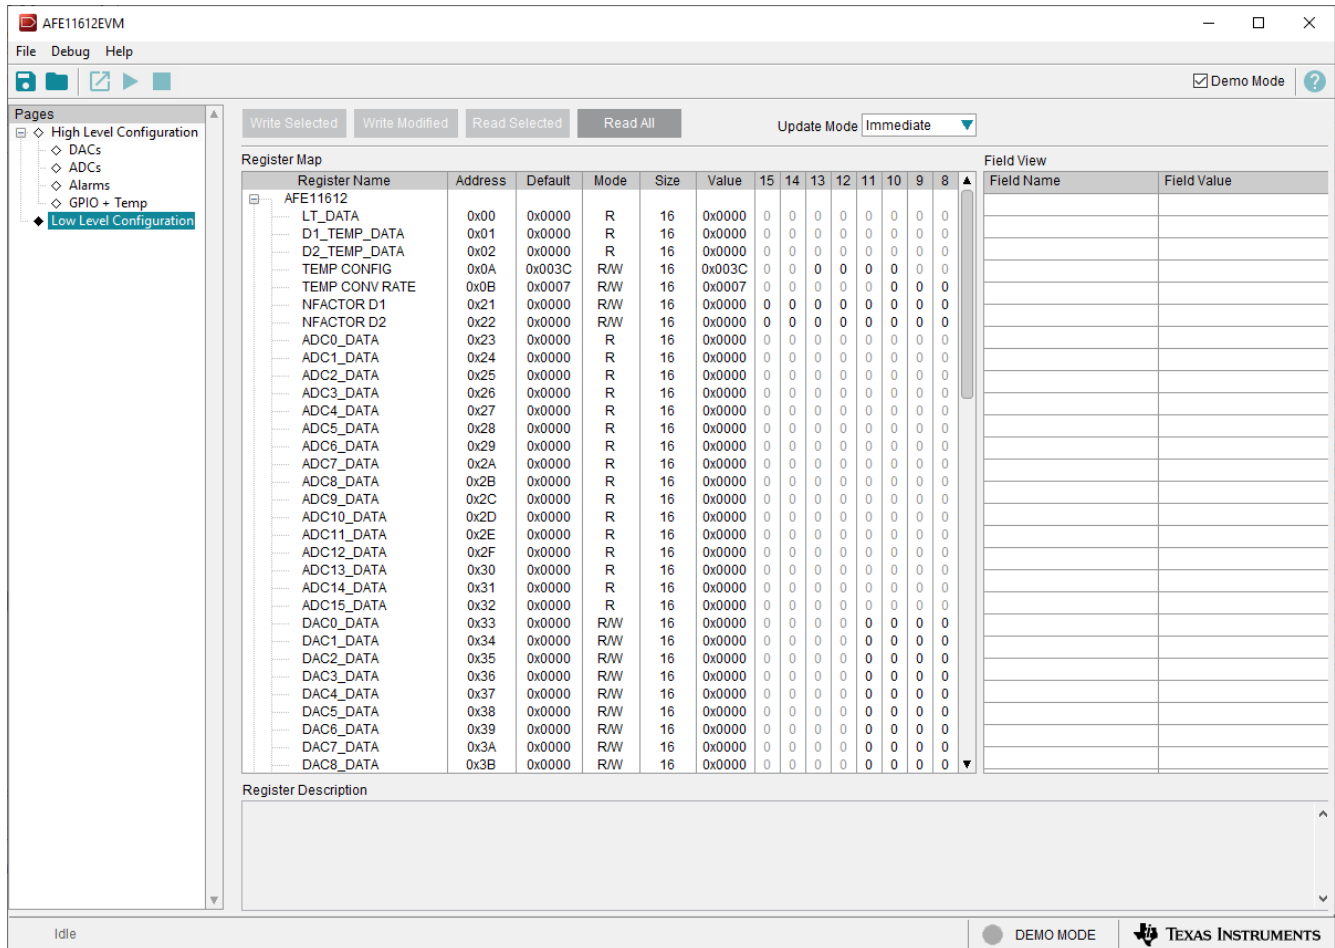 AFE11612EVM
File Debug Help
Demo Mode ?
Pages
High Level Configuration
DACs
ADCs
Alarms
GPIO + Temp
Low Level Configuration
Write Selected Write Modified Read Selected Read All Update Mode Immediate
Register Map
Register Name Address Default Mode Size Value 15 14 13 12 11 10 9 8
AFE11612
LT_DATA 0x00 0x0000 R 16 0x0000 0 0 0 0 0 0 0 0
D1_TEMP_DATA 0x01 0x0000 R 16 0x0000 0 0 0 0 0 0 0 0
D2_TEMP_DATA 0x02 0x0000 R 16 0x0000 0 0 0 0 0 0 0 0
TEMP CONFIG 0x0A 0x003C R/W 16 0x003C 0 0 0 0 0 0 0 0
TEMP CONV RATE 0x0B 0x0007 R/W 16 0x0007 0 0 0 0 0 0 0 0
NFACTOR D1 0x21 0x0000 R/W 16 0x0000 0 0 0 0 0 0 0 0
NFACTOR D2 0x22 0x0000 R/W 16 0x0000 0 0 0 0 0 0 0 0
ADC0_DATA 0x23 0x0000 R 16 0x0000 0 0 0 0 0 0 0 0
ADC1_DATA 0x24 0x0000 R 16 0x0000 0 0 0 0 0 0 0 0
ADC2_DATA 0x25 0x0000 R 16 0x0000 0 0 0 0 0 0 0 0
ADC3_DATA 0x26 0x0000 R 16 0x0000 0 0 0 0 0 0 0 0
ADC4_DATA 0x27 0x0000 R 16 0x0000 0 0 0 0 0 0 0 0
ADC5_DATA 0x28 0x0000 R 16 0x0000 0 0 0 0 0 0 0 0
ADC6_DATA 0x29 0x0000 R 16 0x0000 0 0 0 0 0 0 0 0
ADC7_DATA 0x2A 0x0000 R 16 0x0000 0 0 0 0 0 0 0 0
ADC8_DATA 0x2B 0x0000 R 16 0x0000 0 0 0 0 0 0 0 0
ADC9_DATA 0x2C 0x0000 R 16 0x0000 0 0 0 0 0 0 0 0
ADC10_DATA 0x2D 0x0000 R 16 0x0000 0 0 0 0 0 0 0 0
ADC11_DATA 0x2E 0x0000 R 16 0x0000 0 0 0 0 0 0 0 0
ADC12_DATA 0x2F 0x0000 R 16 0x0000 0 0 0 0 0 0 0 0
ADC13_DATA 0x30 0x0000 R 16 0x0000 0 0 0 0 0 0 0 0
ADC14_DATA 0x31 0x0000 R 16 0x0000 0 0 0 0 0 0 0 0
ADC15_DATA 0x32 0x0000 R 16 0x0000 0 0 0 0 0 0 0 0
DAC0_DATA 0x33 0x0000 R/W 16 0x0000 0 0 0 0 0 0 0 0
DAC1_DATA 0x34 0x0000 R/W 16 0x0000 0 0 0 0 0 0 0 0
DAC2_DATA 0x35 0x0000 R/W 16 0x0000 0 0 0 0 0 0 0 0
DAC3_DATA 0x36 0x0000 R/W 16 0x0000 0 0 0 0 0 0 0 0
DAC4_DATA 0x37 0x0000 R/W 16 0x0000 0 0 0 0 0 0 0 0
DAC5_DATA 0x38 0x0000 R/W 16 0x0000 0 0 0 0 0 0 0 0
DAC6_DATA 0x39 0x0000 R/W 16 0x0000 0 0 0 0 0 0 0 0
DAC7_DATA 0x3A 0x0000 R/W 16 0x0000 0 0 0 0 0 0 0 0
DAC8_DATA 0x3B 0x0000 R/W 16 0x0000 0 0 0 0 0 0 0 0
Field View
Field Name Field Value
Register Description
Idle DEMO MODE TEXAS INSTRUMENTS